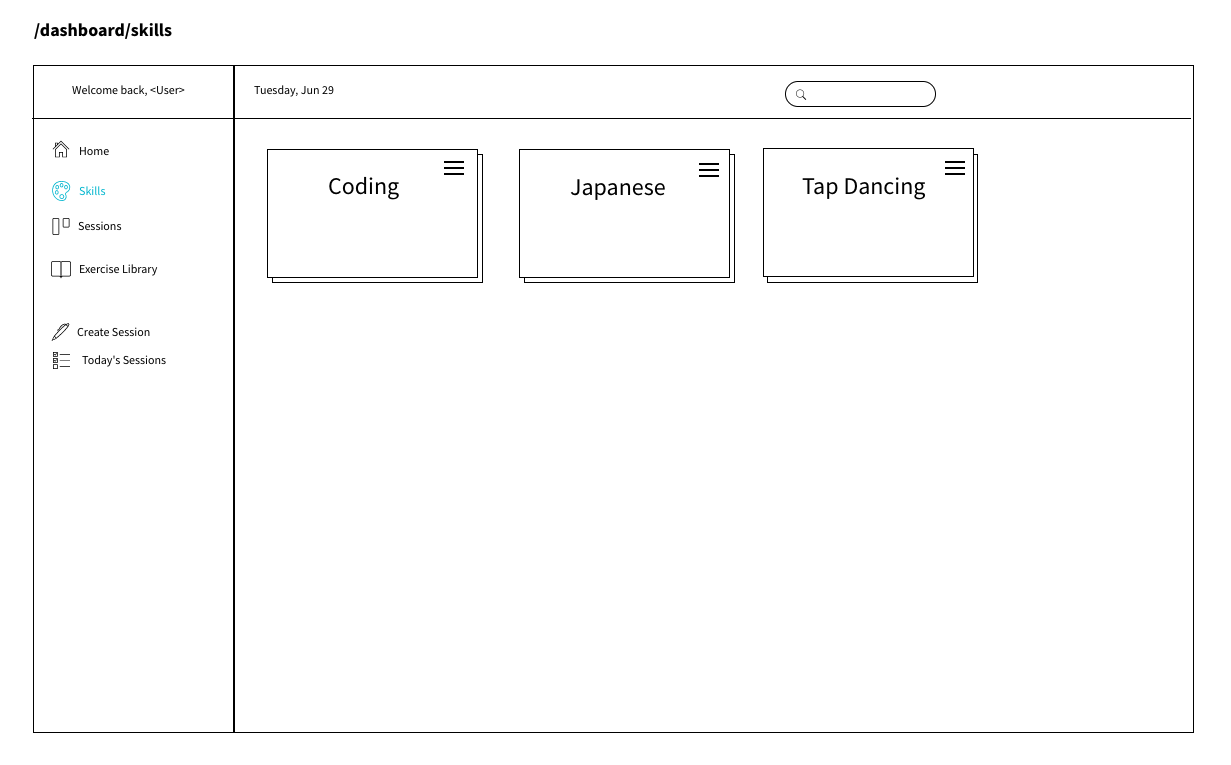 /dashboard/skills
Welcome back, <User>
Tuesday, Jun 29
Home
Skills
Sessions
Exercise Library
Create Session
Today's Sessions
Coding
Japanese
Tap Dancing